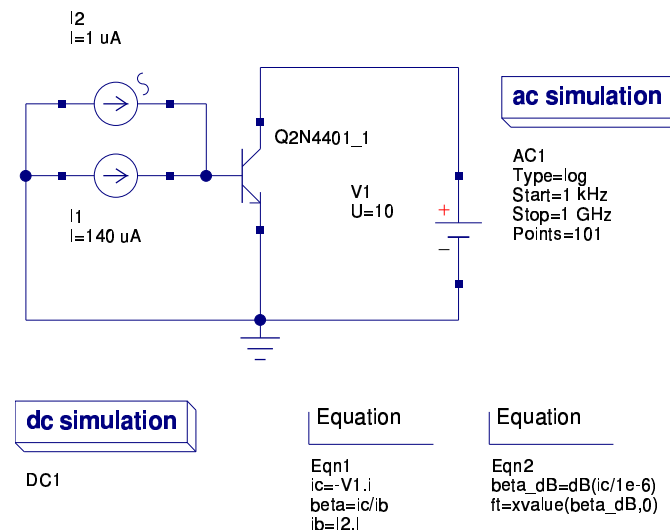 I2
I=1 uA
Q2N4401_1
I1
I=140 uA
V1
U=10
+
−
ac simulation
AC1
Type=log
Start=1 kHz
Stop=1 GHz
Points=101
dc simulation
DC1
Equation
Eqn1
ic=-V1.i
beta=ic/ib
ib=I2.I
Equation
Eqn2
beta_dB=dB(ic/1e-6)
ft=xvalue(beta_dB,0)